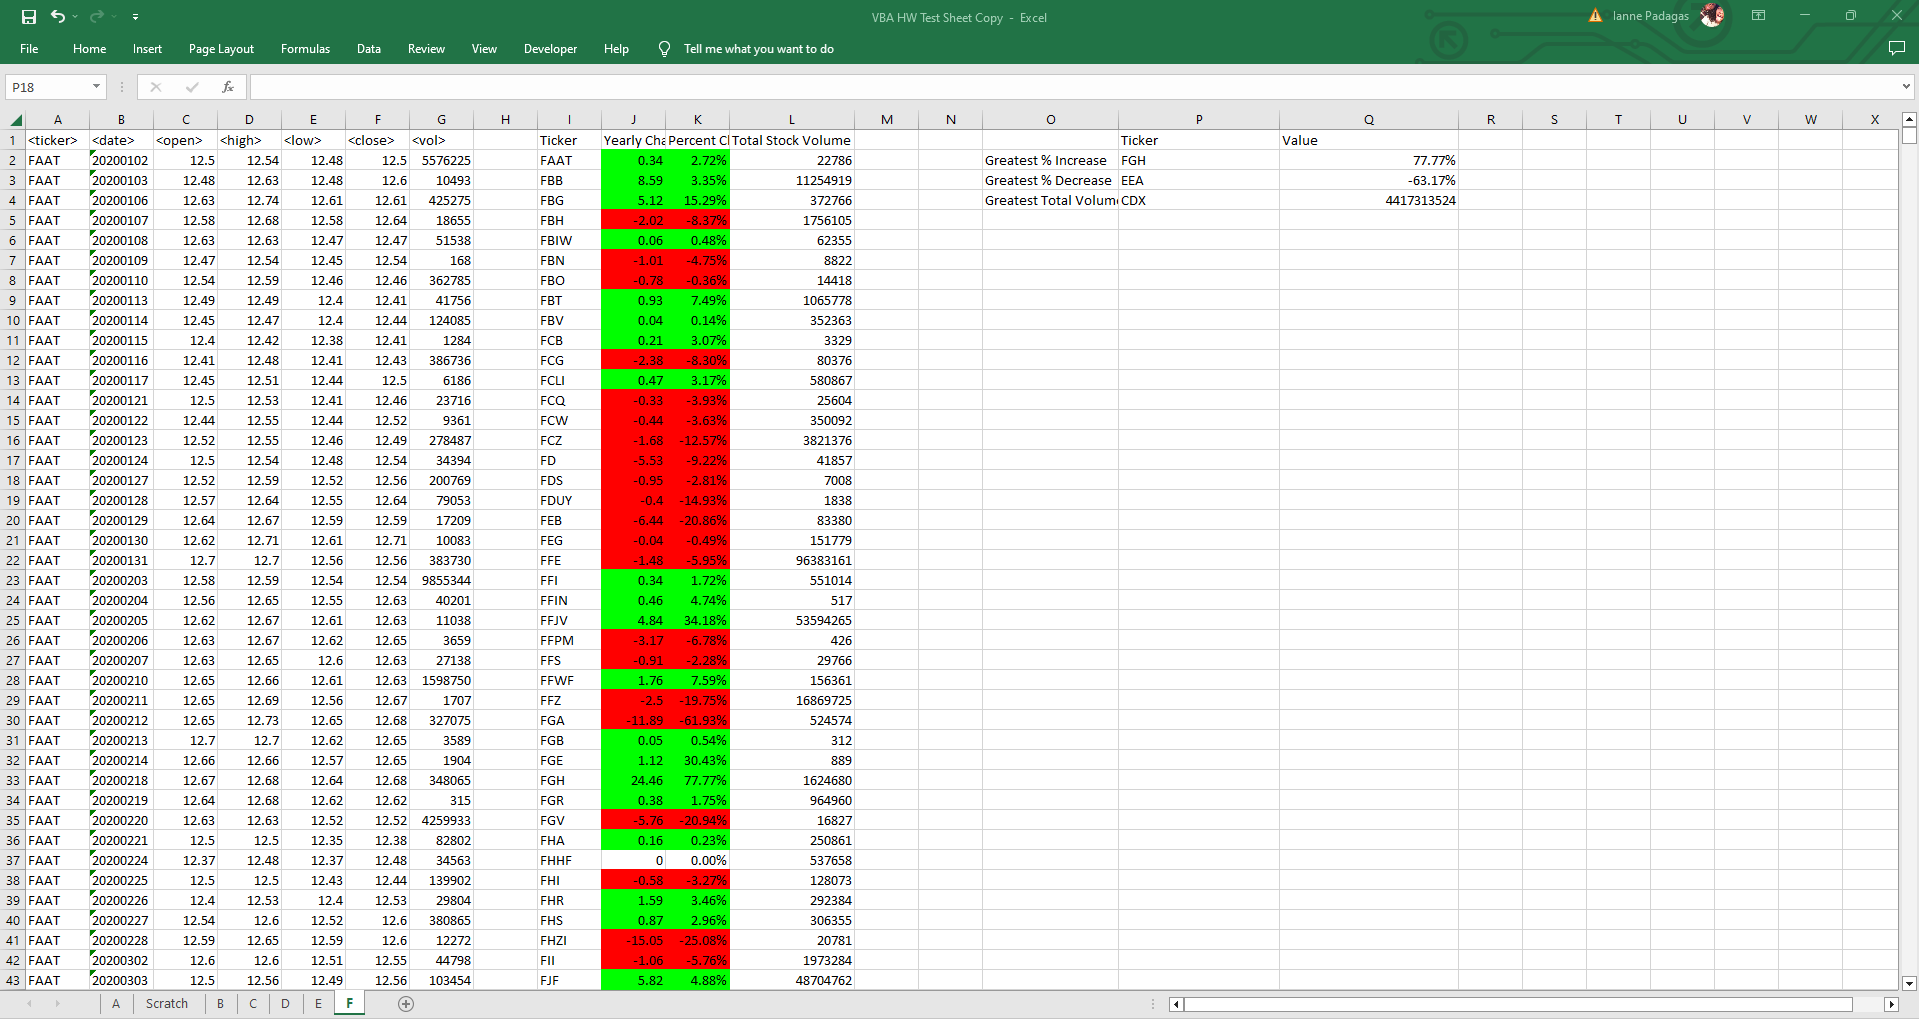 VBA HW Test Sheet Copy - Excel
Ianne Padagas
File Home Insert Page Layout Formulas Data Review View Developer Help Tell me what you want to do
P18 fx
A B C D E F G H I J K L M N O P Q R S T U V W X
1 <ticker> <date> <open> <high> <low> <close> <vol> Ticker Yearly Cha Percent Cl Total Stock Volume Ticker Value
2 FAAT 20200102 12.5 12.54 12.48 12.5 5576225 FAAT 0.34 2.72% 22786 Greatest % Increase FGH 77.77%
3 FAAT 20200103 12.48 12.63 12.48 12.6 10493 FBB 8.59 3.35% 11254919 Greatest % Decrease EEA -63.17%
4 FAAT 20200106 12.63 12.74 12.61 12.61 425275 FBG 5.12 15.29% 372766 Greatest Total Volum CDX 4417313524
5 FAAT 20200107 12.58 12.68 12.58 12.64 18655 FBH -2.02 -8.37% 1756105
6 FAAT 20200108 12.63 12.63 12.47 12.47 51538 FBIW 0.06 0.48% 62355
7 FAAT 20200109 12.47 12.54 12.45 12.54 168 FBN -1.01 -4.75% 8822
8 FAAT 20200110 12.54 12.59 12.46 12.46 362785 FBO -0.78 -0.36% 14418
9 FAAT 20200113 12.49 12.49 12.4 12.41 41756 FBT 0.93 7.49% 1065778
10 FAAT 20200114 12.45 12.47 12.4 12.44 124085 FBV 0.04 0.14% 352363
11 FAAT 20200115 12.4 12.42 12.38 12.41 1284 FCB 0.21 3.07% 3329
12 FAAT 20200116 12.41 12.48 12.41 12.43 386736 FCG -2.38 -8.30% 80376
13 FAAT 20200117 12.45 12.51 12.44 12.5 6186 FCLI 0.47 3.17% 580867
14 FAAT 20200121 12.5 12.53 12.41 12.46 23716 FCQ -0.33 -3.93% 25604
15 FAAT 20200122 12.44 12.55 12.44 12.52 9361 FCW -0.44 -3.63% 350092
16 FAAT 20200123 12.52 12.55 12.46 12.49 278487 FCZ -1.68 -12.57% 3821376
17 FAAT 20200124 12.5 12.54 12.48 12.54 34394 FD -5.53 -9.22% 41857
18 FAAT 20200127 12.52 12.59 12.52 12.56 200769 FDS -0.95 -2.81% 7008
19 FAAT 20200128 12.57 12.64 12.55 12.64 79053 FDUY -0.4 -14.93% 1838
20 FAAT 20200129 12.64 12.67 12.59 12.59 17209 FEB -6.44 -20.86% 83380
21 FAAT 20200130 12.62 12.71 12.61 12.71 10083 FEG -0.04 -0.49% 151779
22 FAAT 20200131 12.7 12.7 12.56 12.56 383730 FFE -1.48 -5.95% 96383161
23 FAAT 20200203 12.58 12.59 12.54 12.54 9855344 FFI 0.34 1.72% 551014
24 FAAT 20200204 12.56 12.65 12.55 12.63 40201 FFIN 0.46 4.74% 517
25 FAAT 20200205 12.62 12.67 12.61 12.63 11038 FFJV 4.84 34.18% 53594265
26 FAAT 20200206 12.63 12.67 12.62 12.65 3659 FFPM -3.17 -6.78% 426
27 FAAT 20200207 12.63 12.65 12.6 12.63 27138 FFS -0.91 -2.28% 29766
28 FAAT 20200210 12.65 12.66 12.61 12.63 1598750 FFWF 1.76 7.59% 156361
29 FAAT 20200211 12.65 12.69 12.56 12.67 1707 FFZ -2.5 -19.75% 16869725
30 FAAT 20200212 12.65 12.73 12.65 12.68 327075 FGA -11.89 -61.93% 524574
31 FAAT 20200213 12.7 12.7 12.62 12.65 3589 FGB 0.05 0.54% 312
32 FAAT 20200214 12.66 12.66 12.57 12.65 1904 FGE 1.12 30.43% 889
33 FAAT 20200218 12.67 12.68 12.64 12.68 348065 FGH 24.46 77.77% 1624680
34 FAAT 20200219 12.64 12.68 12.62 12.62 315 FGR 0.38 1.75% 964960
35 FAAT 20200220 12.63 12.63 12.52 12.52 4259933 FGV -5.76 -20.94% 16827
36 FAAT 20200221 12.5 12.5 12.35 12.38 82802 FHA 0.16 0.23% 250861
37 FAAT 20200224 12.37 12.48 12.37 12.48 34563 FHHF 0 0.00% 537658
38 FAAT 20200225 12.5 12.5 12.43 12.44 139902 FHI -0.58 -3.27% 128073
39 FAAT 20200226 12.4 12.53 12.4 12.53 29804 FHR 1.59 3.46% 292384
40 FAAT 20200227 12.54 12.6 12.52 12.6 380865 FHS 0.87 2.96% 306355
41 FAAT 20200228 12.59 12.65 12.59 12.6 12272 FHZI -15.05 -25.08% 20781
42 FAAT 20200302 12.6 12.6 12.51 12.55 44798 FII -1.06 -5.76% 1973284
43 FAAT 20200303 12.5 12.56 12.49 12.56 103454 FJF 5.82 4.88% 48704762
A Scratch B C D E F